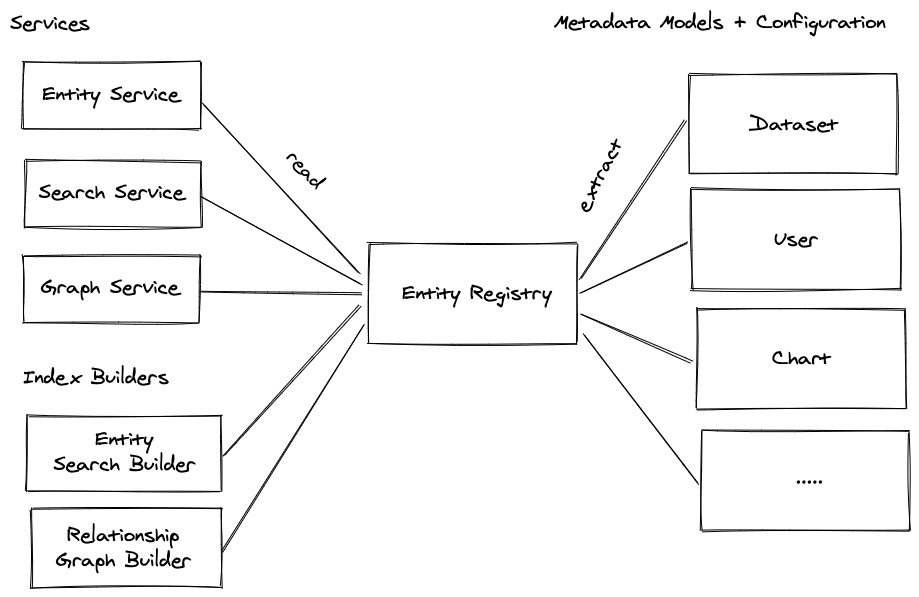 Services
Metadata Models + Configuration
Entity Service
Search Service
Graph Service
Index Builders
Entity
Search Builder
Relationship
Graph Builder
read
Entity Registry
extract
Dataset
User
Chart
.....